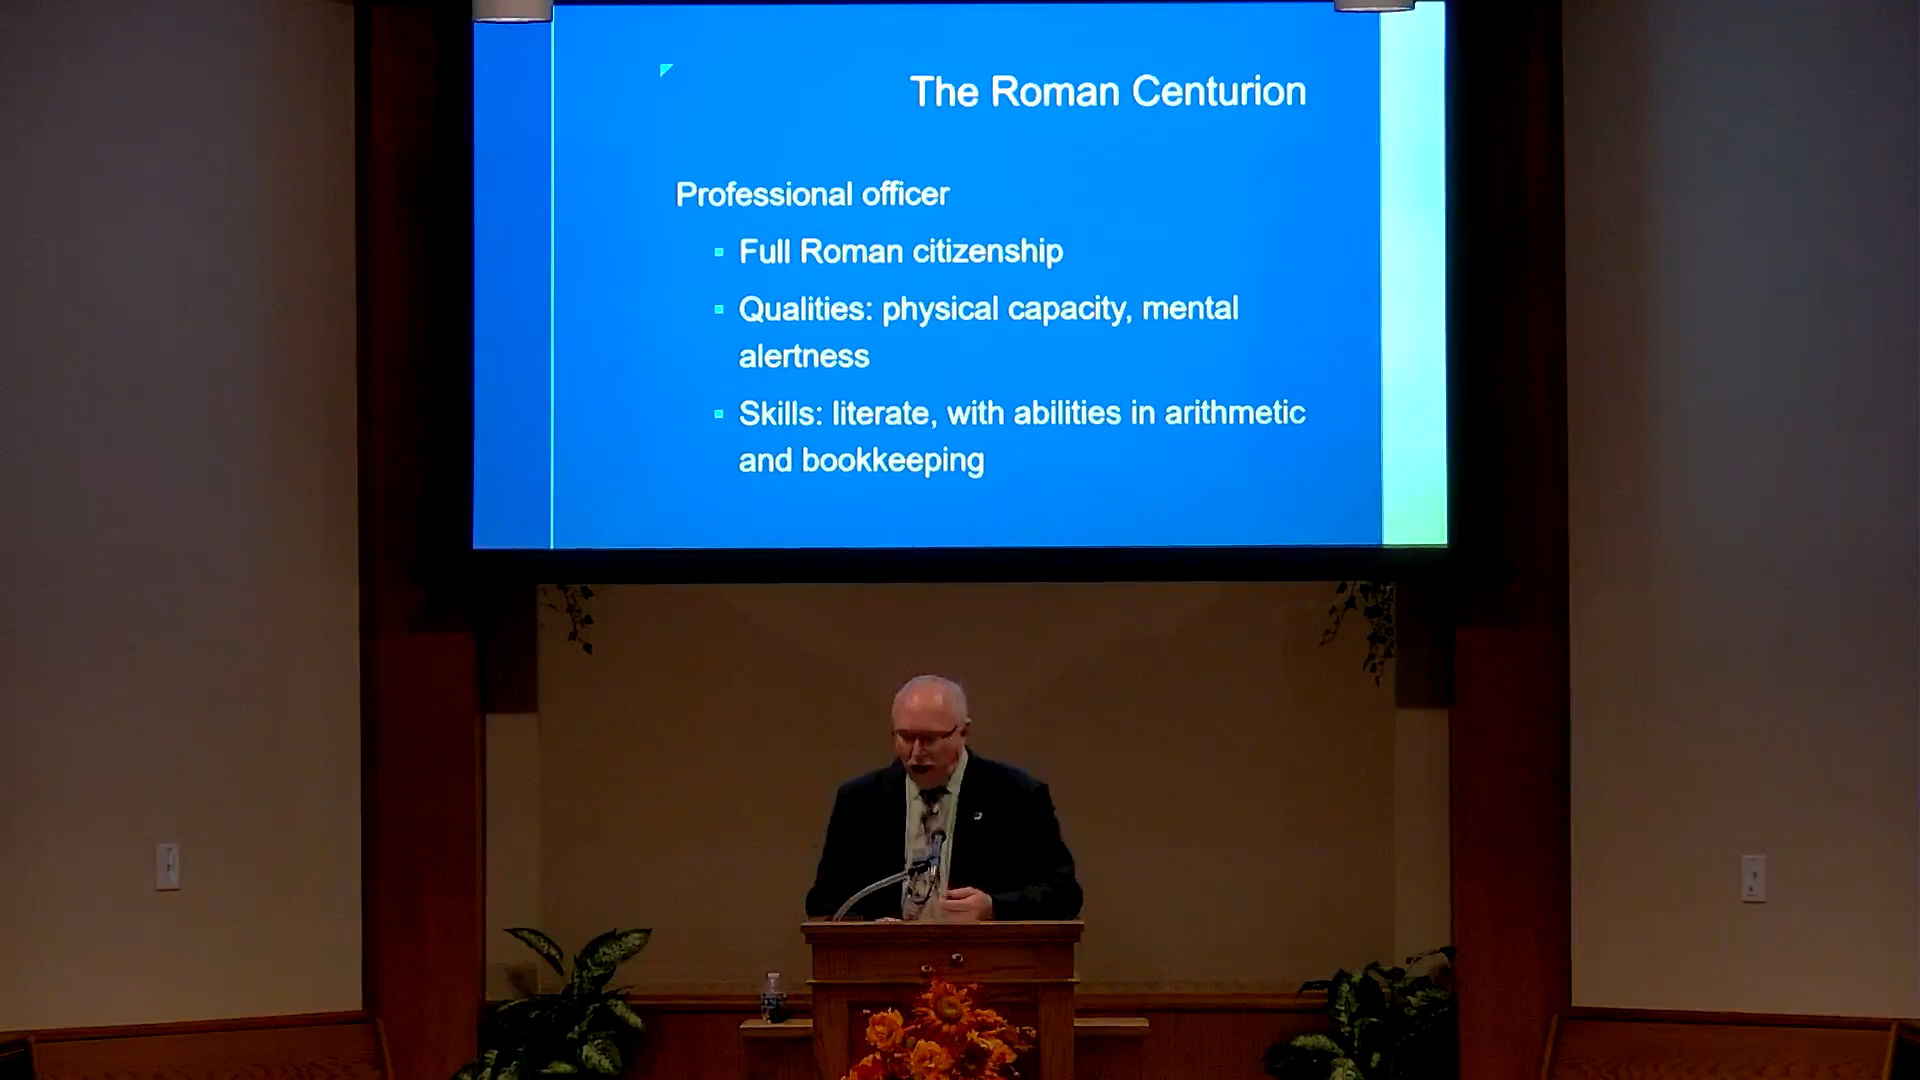 The Roman Centurion
Professional officer
Full Roman citizenship
Qualities: physical capacity, mental
alertness
Skills: literate, with abilities in arithmetic
and bookkeeping